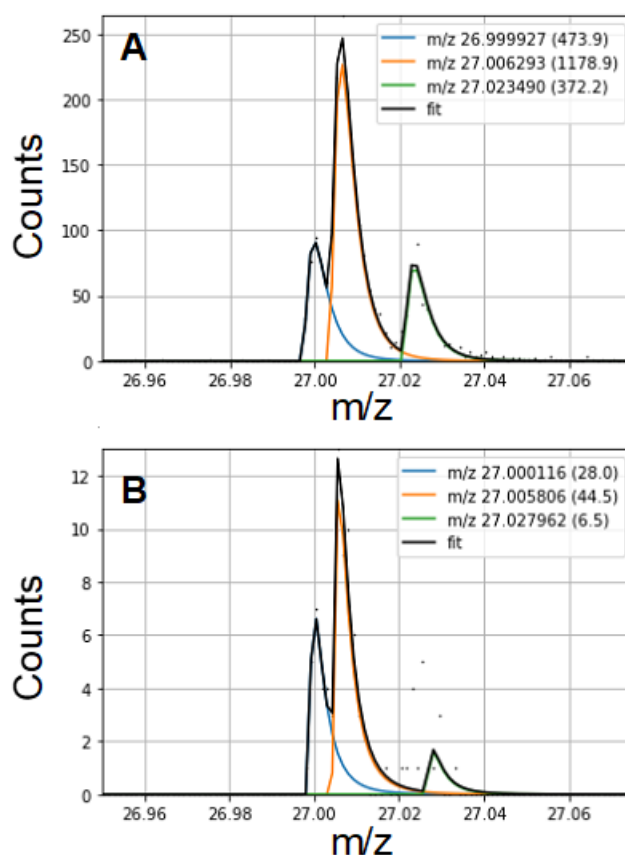 A
m/z 26.999927 (473.9)
m/z 27.006293 (1178.9)
m/z 27.023490 (372.2)
fit
250
200
150
100
50
0
Counts
26.96 26.98 27.00 27.02 27.04 27.06
m/z
B
m/z 27.000116 (28.0)
m/z 27.005806 (44.5)
m/z 27.027962 (6.5)
fit
12
10
8
6
4
2
0
Counts
26.96 26.98 27.00 27.02 27.04 27.06
m/z